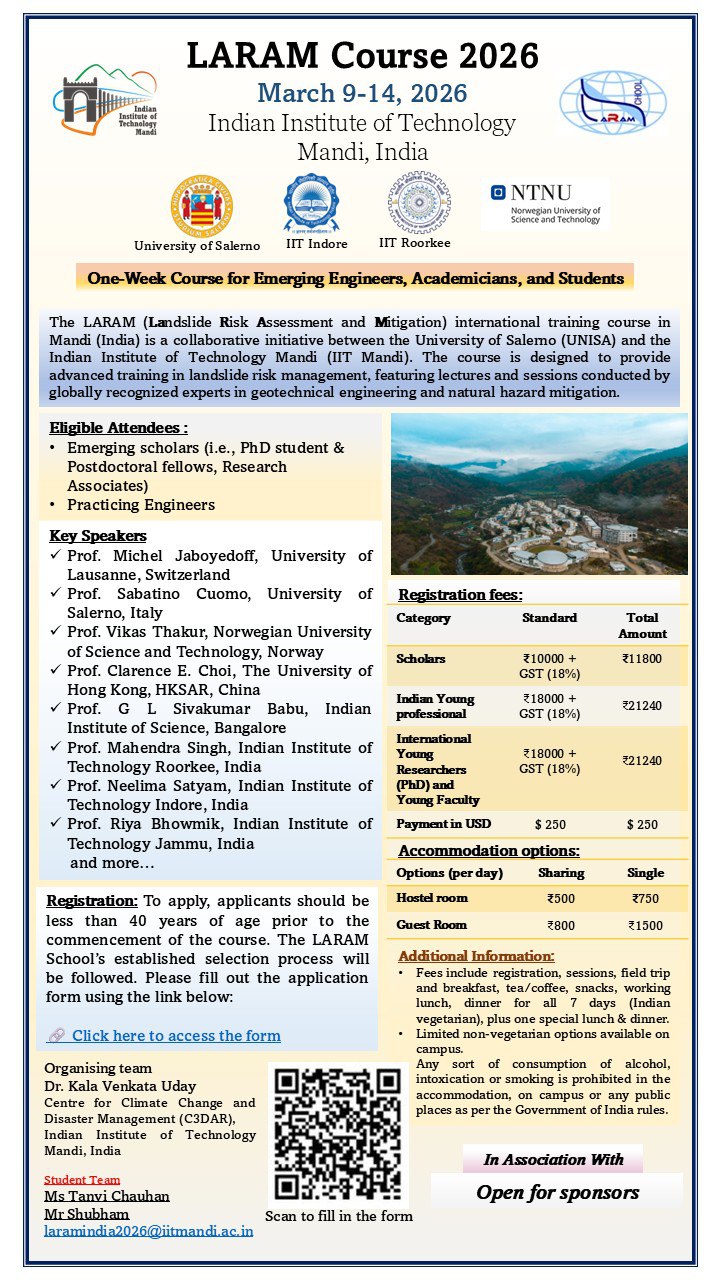 LARAM Course 2026
March 9-14, 2026
Indian Institute of Technology
Mandi, India
Indian
Institute of
Technology
Mandi
LARAM
SCHOOL
University of Salerno
IIT Indore
IIT Roorkee
NTNU
Norwegian University of
Science and Technology
One-Week Course for Emerging Engineers, Academicians, and Students
The LARAM (Landslide Risk Assessment and Mitigation) international training course in
Mandi (India) is a collaborative initiative between the University of Salerno (UNISA) and the
Indian Institute of Technology Mandi (IIT Mandi). The course is designed to provide
advanced training in landslide risk management, featuring lectures and sessions conducted by
globally recognized experts in geotechnical engineering and natural hazard mitigation.
Eligible Attendees :
• Emerging scholars (i.e., PhD student &
Postdoctoral fellows, Research
Associates)
• Practicing Engineers
Key Speakers
✓ Prof. Michel Jaboyedoff, University of
Lausanne, Switzerland
✓ Prof. Sabatino Cuomo, University of
Salerno, Italy
✓ Prof. Vikas Thakur, Norwegian University
of Science and Technology, Norway
✓ Prof. Clarence E. Choi, The University of
Hong Kong, HKSAR, China
✓ Prof. G L Sivakumar Babu, Indian
Institute of Science, Bangalore
✓ Prof. Mahendra Singh, Indian Institute of
Technology Roorkee, India
✓ Prof. Neelima Satyam, Indian Institute of
Technology Indore, India
✓ Prof. Riya Bhowmik, Indian Institute of
Technology Jammu, India
and more…
Registration: To apply, applicants should be
less than 40 years of age prior to the
commencement of the course. The LARAM
School's established selection process will
be followed. Please fill out the application
form using the link below:
Click here to access the form
Registration fees:
Category Standard Total
Amount
Scholars ₹10000 +
GST (18%) ₹11800
Indian Young
professional ₹18000 +
GST (18%) ₹21240
International
Young
Researchers
(PhD) and
Young Faculty ₹18000 +
GST (18%) ₹21240
Payment in USD $ 250 $ 250
Accommodation options:
Options (per day) Sharing Single
Hostel room ₹500 ₹750
Guest Room ₹800 ₹1500
Additional Information:
• Fees include registration, sessions, field trip
and breakfast, tea/coffee, snacks, working
lunch, dinner for all 7 days (Indian
vegetarian), plus one special lunch & dinner.
• Limited non-vegetarian options available on
campus.
Any sort of consumption of alcohol,
intoxication or smoking is prohibited in the
accommodation, on campus or any public
places as per the Government of India rules.
Organising team
Dr. Kala Venkata Uday
Centre for Climate Change and
Disaster Management (C3DAR),
Indian Institute of Technology
Mandi, India
Student Team
Ms Tanvi Chauhan
Mr Shubham
laramindia2026@iitmandi.ac.in
Scan to fill in the form
In Association With
Open for sponsors